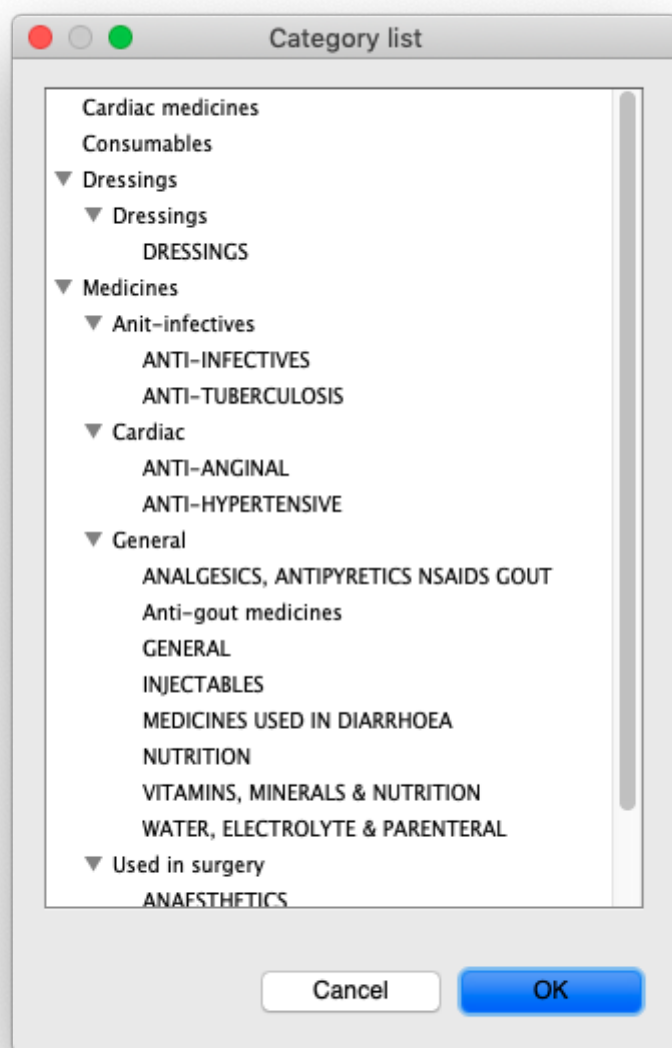 Category list
Cardiac medicines
Consumables
Dressings
Dressings
DRESSINGS
Medicines
Anit-infectives
ANTI-INFECTIVES
ANTI-TUBERCULOSIS
Cardiac
ANTI-ANGINAL
ANTI-HYPERTENSIVE
General
ANALGESICS, ANTIPYRETICS NSAIDS GOUT
Anti-gout medicines
GENERAL
INJECTABLES
MEDICINES USED IN DIARRHOEA
NUTRITION
VITAMINS, MINERALS & NUTRITION
WATER, ELECTROLYTE & PARENTERAL
Used in surgery
ANAESTHETICS
Cancel OK